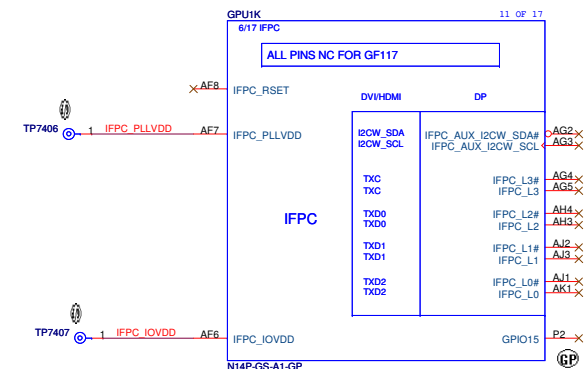 GPU1K 11 OF 17
6/17 IFPC
ALL PINS NC FOR GF117
AF8 IFPC_RSET
DVI/HDMI DP
TP7406 1 IFPC_PLLVDD AF7 IFPC_PLLVDD
I2CW_SDA IFPC_AUX_I2CW_SDA# AG2
I2CW_SCL IFPC_AUX_I2CW_SCL AG3
TXC IFPC_L3# AG4
TXC IFPC_L3 AG5
TXD0 IFPC_L2# AH4
TXD0 IFPC_L2 AH3
IFPC
TXD1 IFPC_L1# AJ2
TXD1 IFPC_L1 AJ3
TXD2 IFPC_L0# AJ1
TXD2 IFPC_L0 AK1
TP7407 1 IFPC_IOVDD AF6 IFPC_IOVDD
GPIO15 P2
N14P-GS-A1-GP
GP